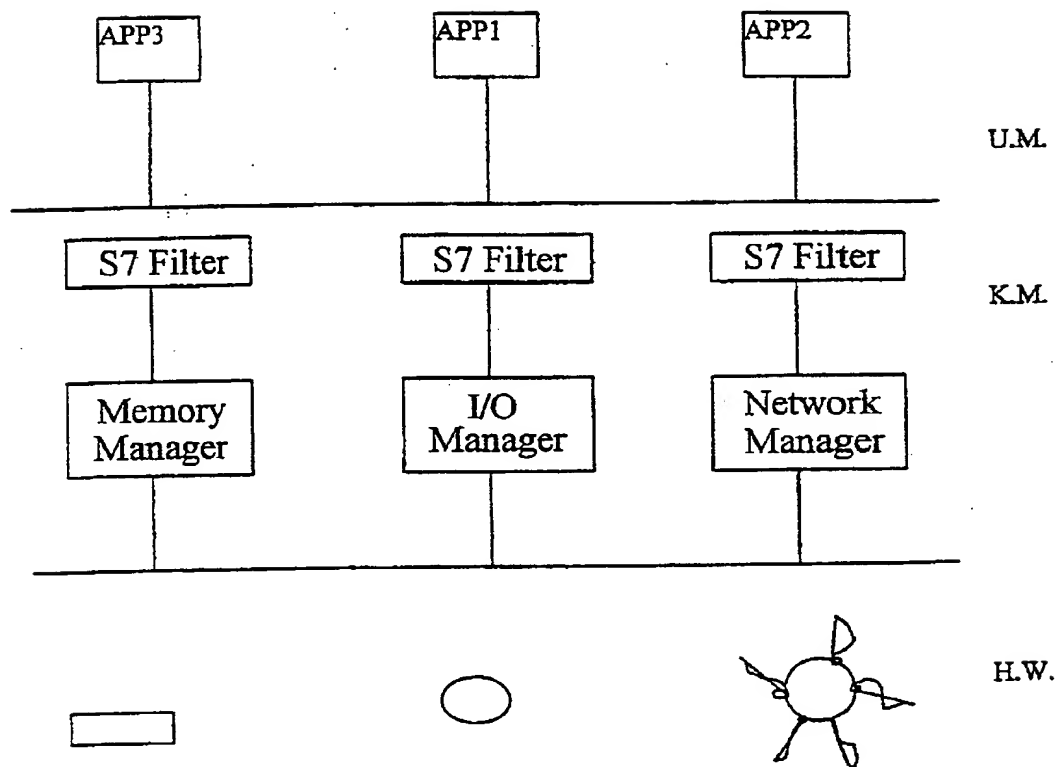 APP3
APP1
APP2
U.M.
S7 Filter
S7 Filter
S7 Filter
K.M.
Memory
Manager
I/O
Manager
Network
Manager
H.W.